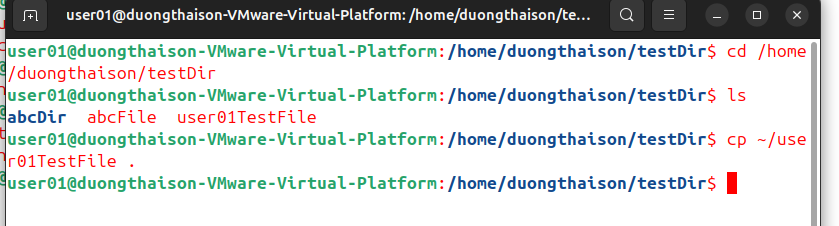 user01@duongthaison-VMware-Virtual-Platform: /home/duongthaison/tes...
user01@duongthaison-VMware-Virtual-Platform:/home/duongthaison/testDir$ cd /home
/duongthaison/testDir
user01@duongthaison-VMware-Virtual-Platform:/home/duongthaison/testDir$ ls
abcDir  abcFile  user01TestFile
user01@duongthaison-VMware-Virtual-Platform:/home/duongthaison/testDir$ cp ~/use
r01TestFile .
user01@duongthaison-VMware-Virtual-Platform:/home/duongthaison/testDir$